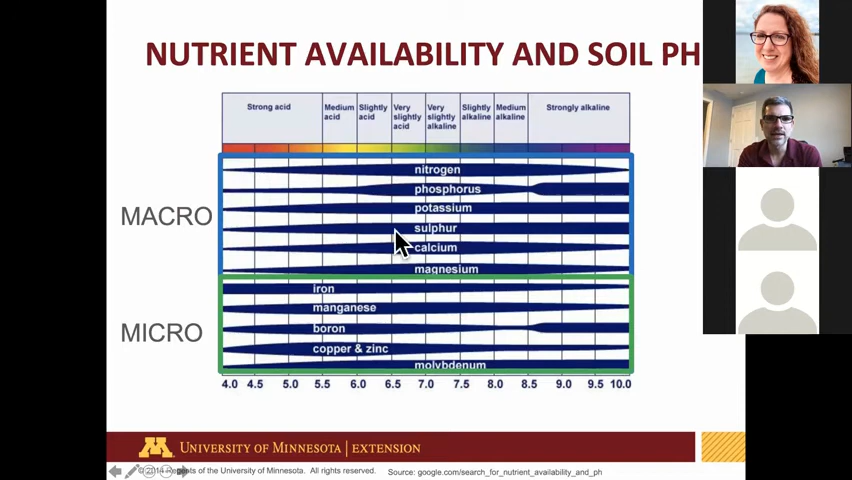 NUTRIENT AVAILABILITY AND SOIL PH
Strong acid
Medium acid
Slightly acid
Very slightly acid
Very slightly alkaline
Slightly alkaline
Medium alkaline
Strongly alkaline
MACRO
nitrogen
phosphorus
potassium
sulphur
calcium
magnesium
MICRO
iron
manganese
boron
copper & zinc
molybdenum
4.0 4.5 5.0 5.5 6.0 6.5 7.0 7.5 8.0 8.5 9.0 9.5 10.0
M UNIVERSITY OF MINNESOTA | EXTENSION
of the University of Minnesota. All rights reserved.
Source: google.com/search_for_nutrient_availability_and_ph